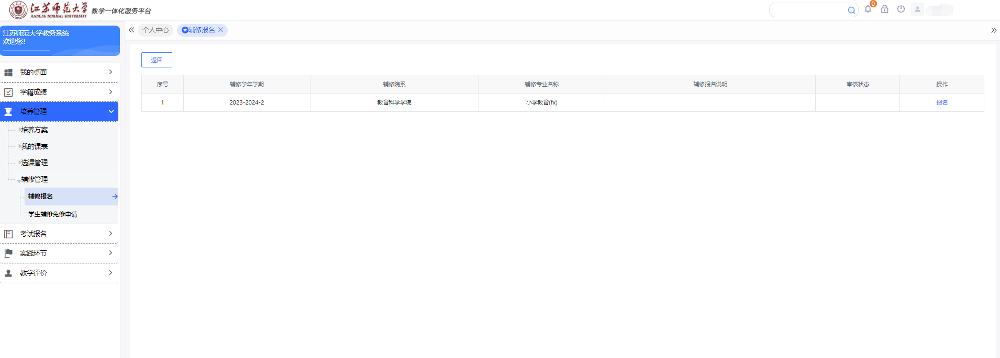 江苏师范大学 教学一体化服务平台
JIANGSU NORMAL UNIVERSITY
0
江苏师范大学教务系统
欢迎您!
个人中心 辅修报名
返回
序号 辅修学年学期 辅修院系 辅修专业名称 辅修报名说明 审核状态 操作
1 2023-2024-2 教育科学学院 小学教育(fx) 报名
我的桌面
学籍成绩
培养管理
培养方案
我的课表
选课管理
辅修管理
辅修报名
学生辅修免修申请
考试报名
实践环节
教学评价